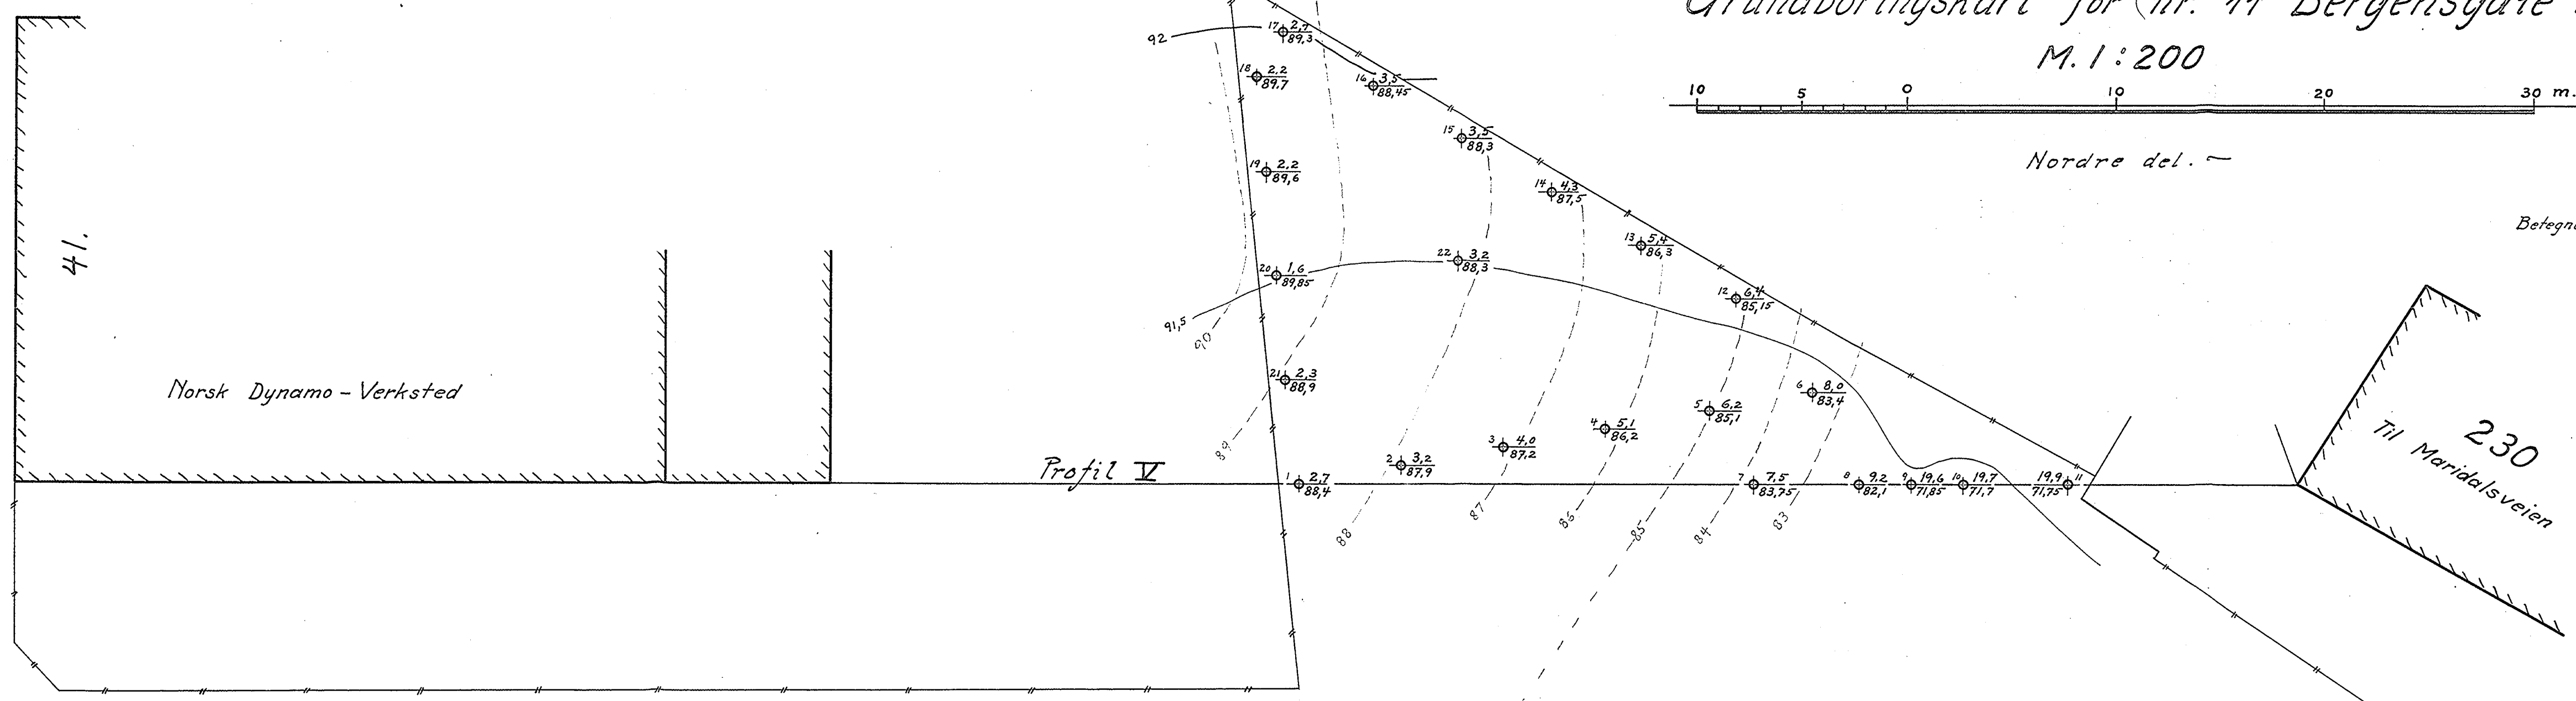 Grundboringskart for (nr. 11 Bergensgate
M. 1 : 200
10 5 0 10 20 30 m.
Nordre del. —
41.
Norsk Dynamo - Verksted
Profil V
230
Til Maridalsveien
92
91,5
90
89
88
87
86
85
84
83
17 2,7 89,3
18 2,2 89,7
16 3,5 88,45
15 3,5 88,3
19 2,2 89,6
14 4,3 87,5
13 5,4 86,3
22 3,2 88,3
20 1,6 89,85
12 6,4 85,15
21 2,3 88,9
6 8,0 83,4
5 6,2 85,1
4 5,1 86,2
3 4,0 87,2
2 3,2 87,9
1 2,7 88,4
7 7,5 83,75
8 9,2 82,1
9 19,6 71,85
10 19,7 71,7
19,9 71,75 11